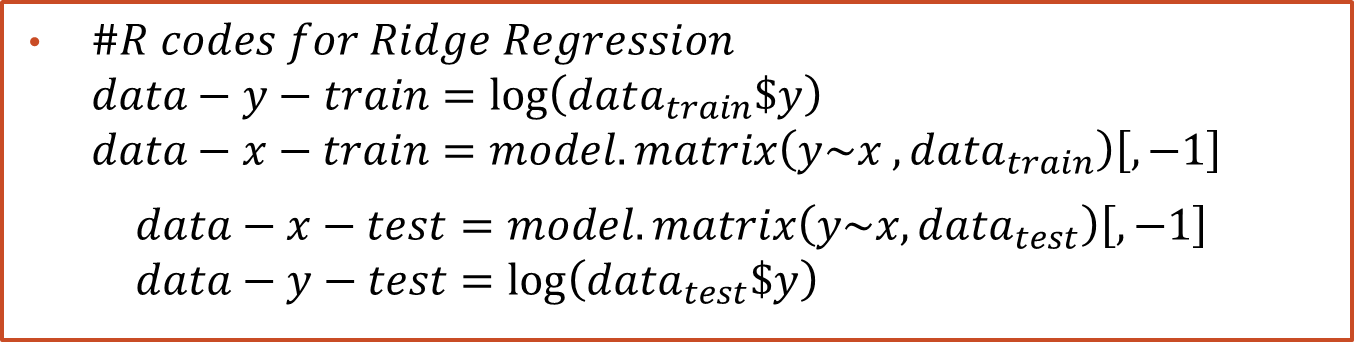 • #R codes for Ridge Regression
data − y − train = log(data_train$y)
data − x − train = model.matrix(y~x ,data_train)[,−1]
data − x − test = model.matrix(y~x,data_test)[,−1]
data − y − test = log(data_test$y)